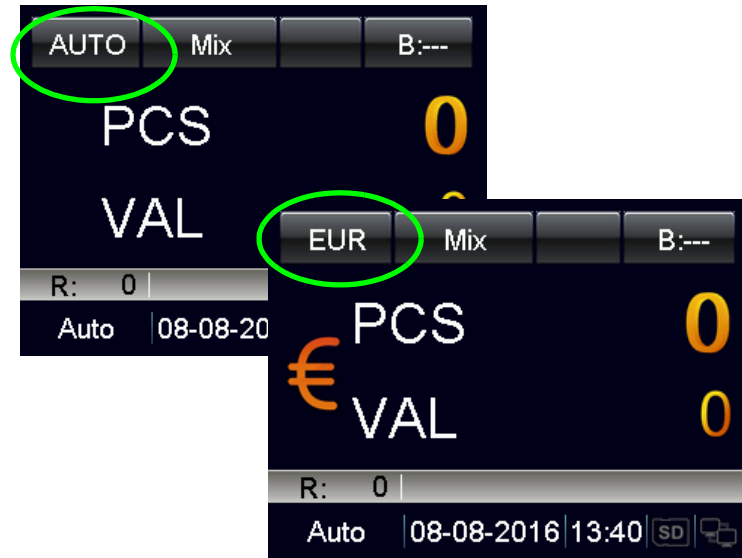 AUTO Mix B:---
PCS 0
VAL
R: 0
Auto 08-08-20
EUR Mix B:---
PCS 0
€
VAL 0
R: 0
Auto 08-08-2016 13:40 SD